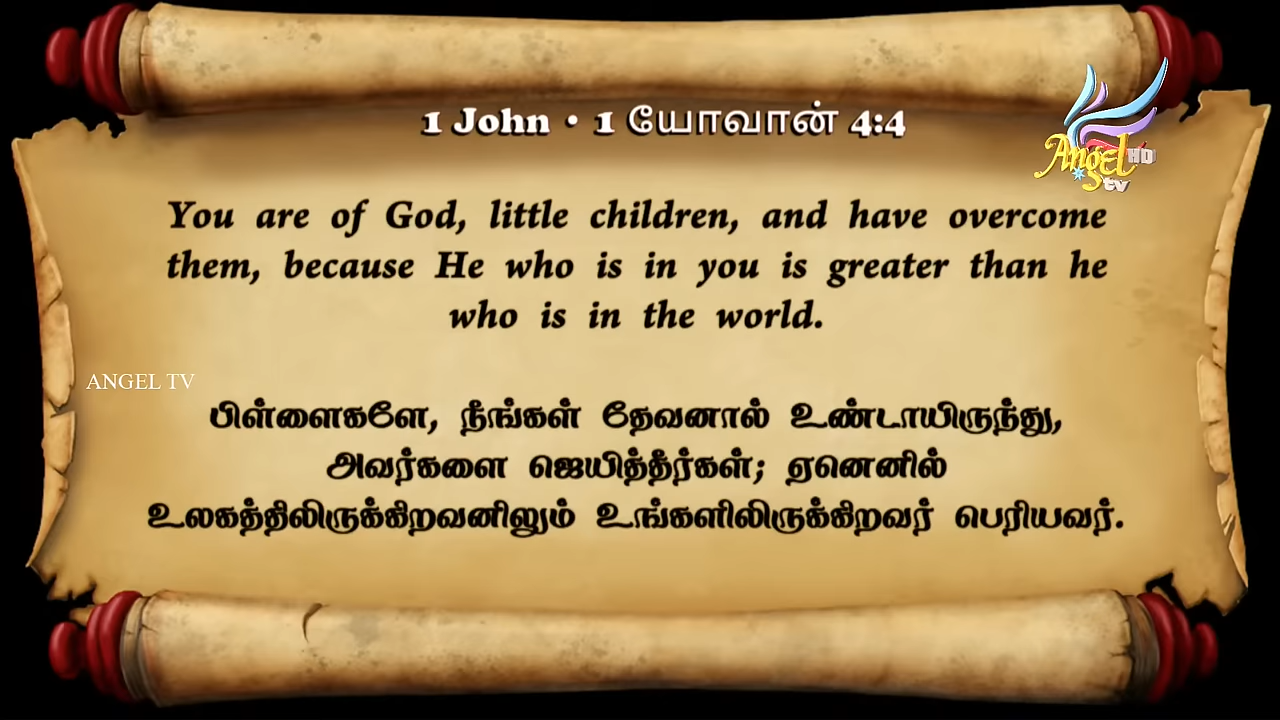 1 John • 1 யோவான் 4:4
Angel HD
tv
You are of God, little children, and have overcome
them, because He who is in you is greater than he
who is in the world.
ANGEL TV
பிள்ளைகளே, நீங்கள் தேவனால் உண்டாயிருந்து,
அவர்களை ஜெயித்தீர்கள்; ஏனெனில்
உலகத்திலிருக்கிறவனிலும் உங்களிலிருக்கிறவர் பெரியவர்.